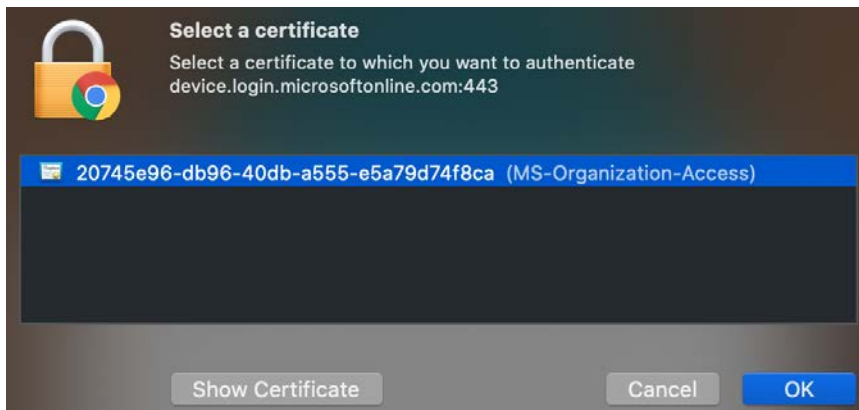 Select a certificate
Select a certificate to which you want to authenticate
device.login.microsoftonline.com:443
20745e96-db96-40db-a555-e5a79d74f8ca (MS-Organization-Access)
Show Certificate Cancel OK